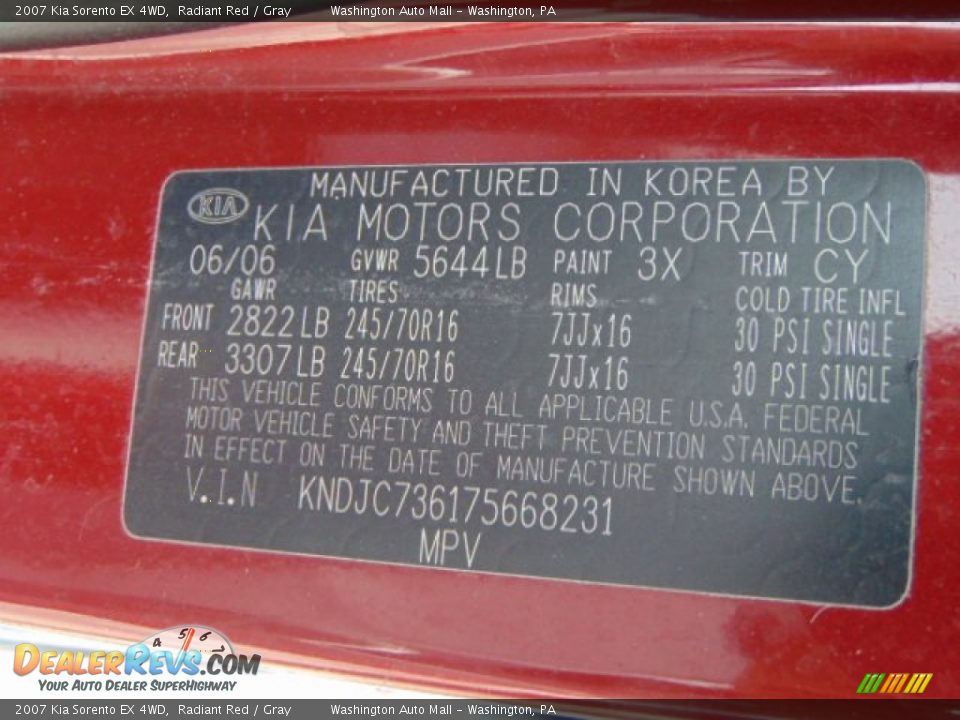 2007 Kia Sorento EX 4WD, Radiant Red / Gray Washington Auto Mall - Washington, PA
MANUFACTURED IN KOREA BY
KIA KIA MOTORS CORPORATION
06/06 GVWR 5644LB PAINT 3X TRIM CY
GAWR TIRES RIMS COLD TIRE INFL
FRONT 2822LB 245/70R16 7JJx16 30 PSI SINGLE
REAR 3307LB 245/70R16 7JJx16 30 PSI SINGLE
THIS VEHICLE CONFORMS TO ALL APPLICABLE U.S.A. FEDERAL
MOTOR VEHICLE SAFETY AND THEFT PREVENTION STANDARDS
IN EFFECT ON THE DATE OF MANUFACTURE SHOWN ABOVE.
V.I.N KNDJC736175668231
MPV
4 5 6 7
DEALERREVS.COM
YOUR AUTO DEALER SUPERHIGHWAY
2007 Kia Sorento EX 4WD, Radiant Red / Gray Washington Auto Mall - Washington, PA